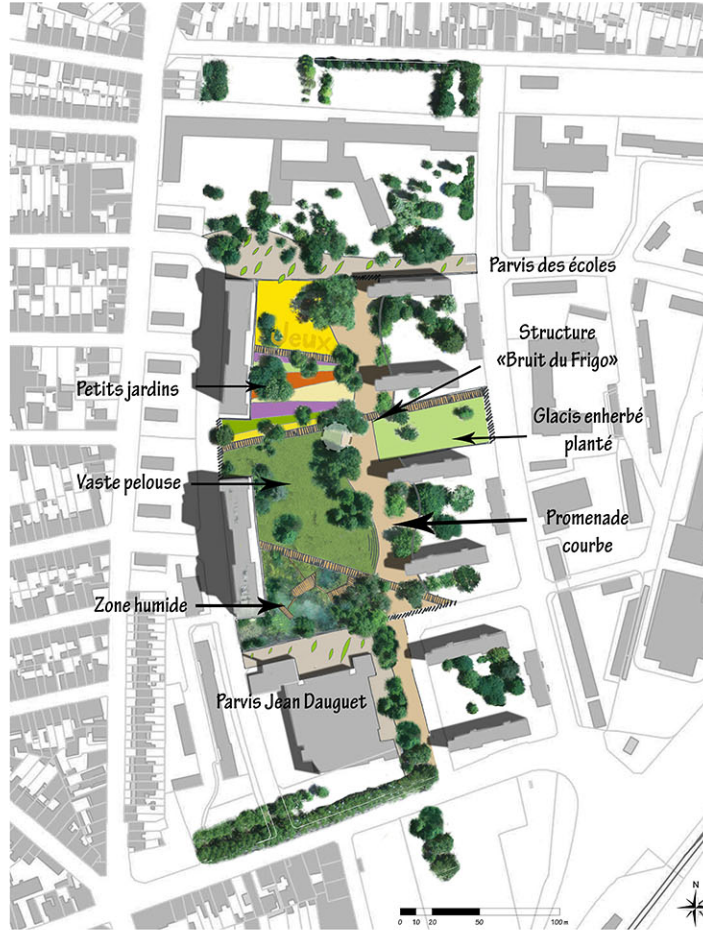 Parvis des écoles
Jeux
Structure
«Bruit du Frigo»
Petits jardins
Glacis enherbé
planté
Vaste pelouse
Promenade
courbe
Zone humide
Parvis Jean Dauguet
N
0 10 20 50 100 m